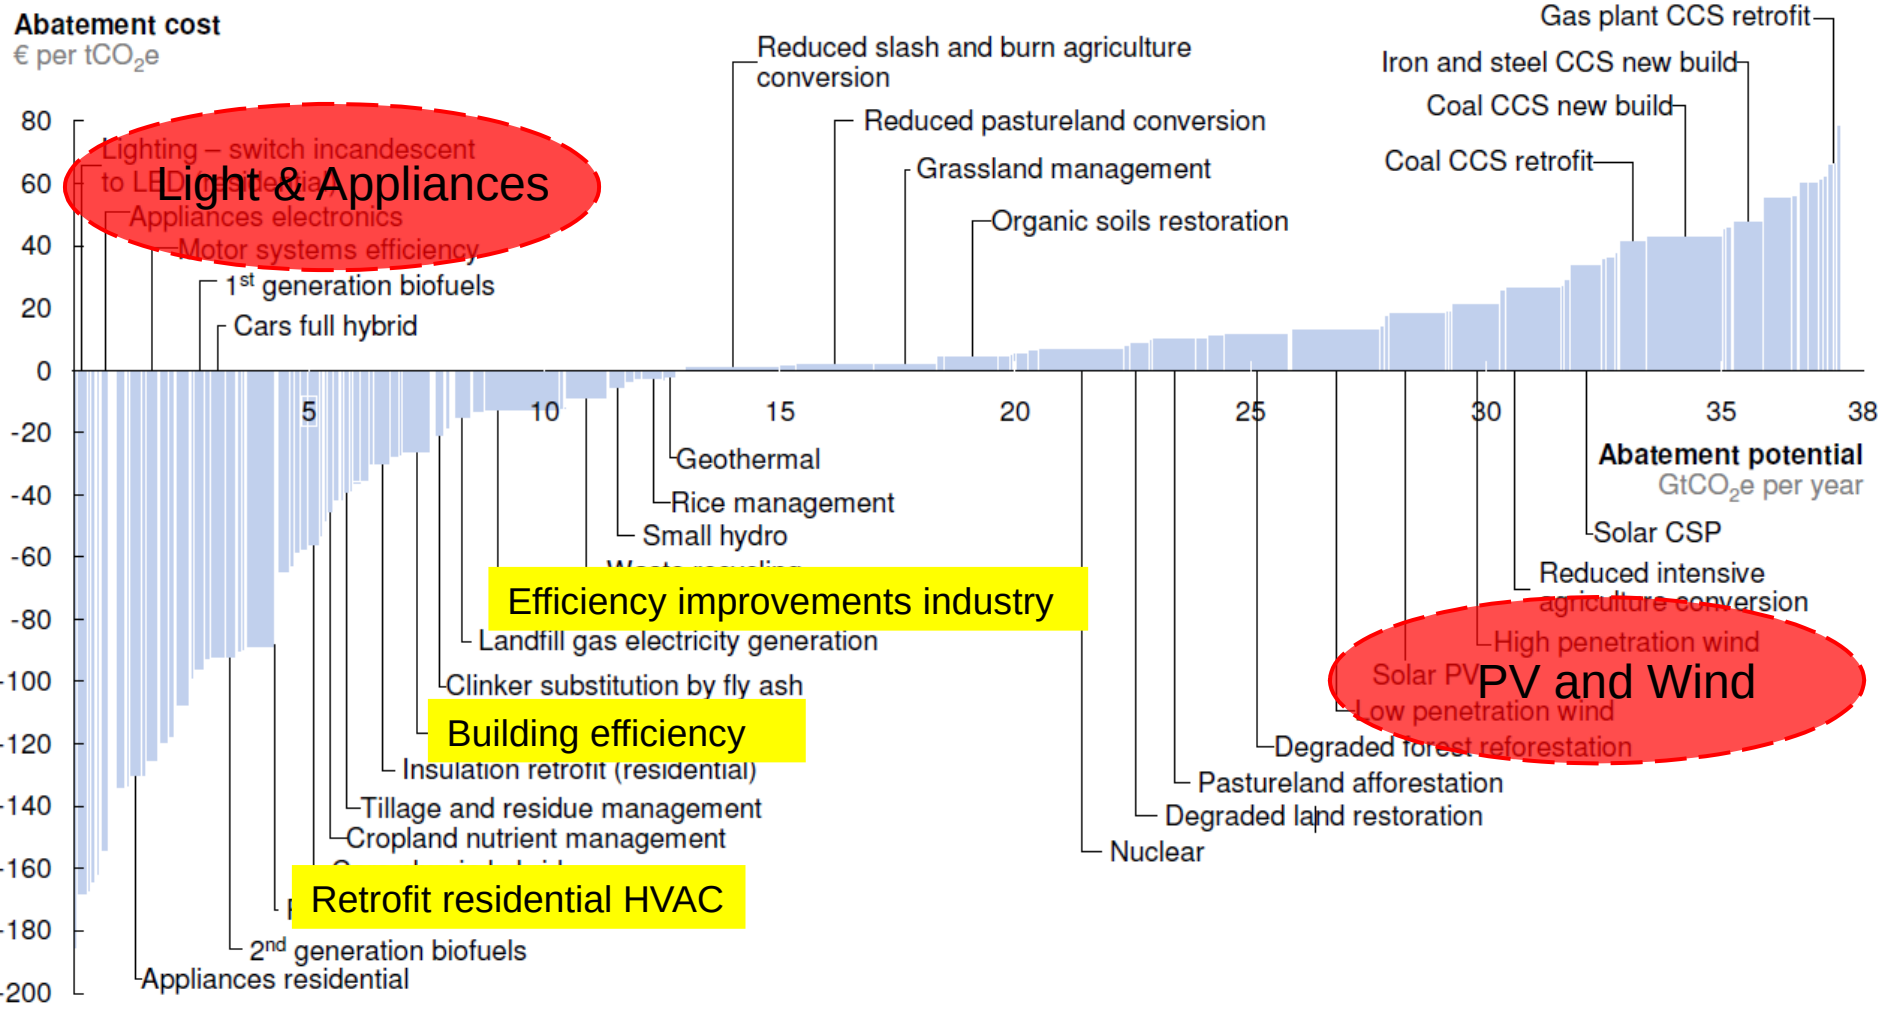 Abatement cost
€ per tCO2e
80
60
40
20
0
-20
-40
-60
-80
-100
-120
-140
-160
-180
-200
Lighting – switch incandescent
to LED (residential)
Light & Appliances
Appliances electronics
Motor systems efficiency
1st generation biofuels
Cars full hybrid
Reduced slash and burn agriculture
conversion
Reduced pastureland conversion
Grassland management
Organic soils restoration
Gas plant CCS retrofit
Iron and steel CCS new build
Coal CCS new build
Coal CCS retrofit
5
10
15
20
25
30
35
38
Abatement potential
GtCO2e per year
Geothermal
Rice management
Small hydro
Waste recycling
Efficiency improvements industry
Landfill gas electricity generation
Clinker substitution by fly ash
Building efficiency
Insulation retrofit (residential)
Tillage and residue management
Cropland nutrient management
Retrofit residential HVAC
2nd generation biofuels
Appliances residential
Solar CSP
Reduced intensive
agriculture conversion
High penetration wind
Solar PV
PV and Wind
Low penetration wind
Degraded forest reforestation
Pastureland afforestation
Degraded land restoration
Nuclear